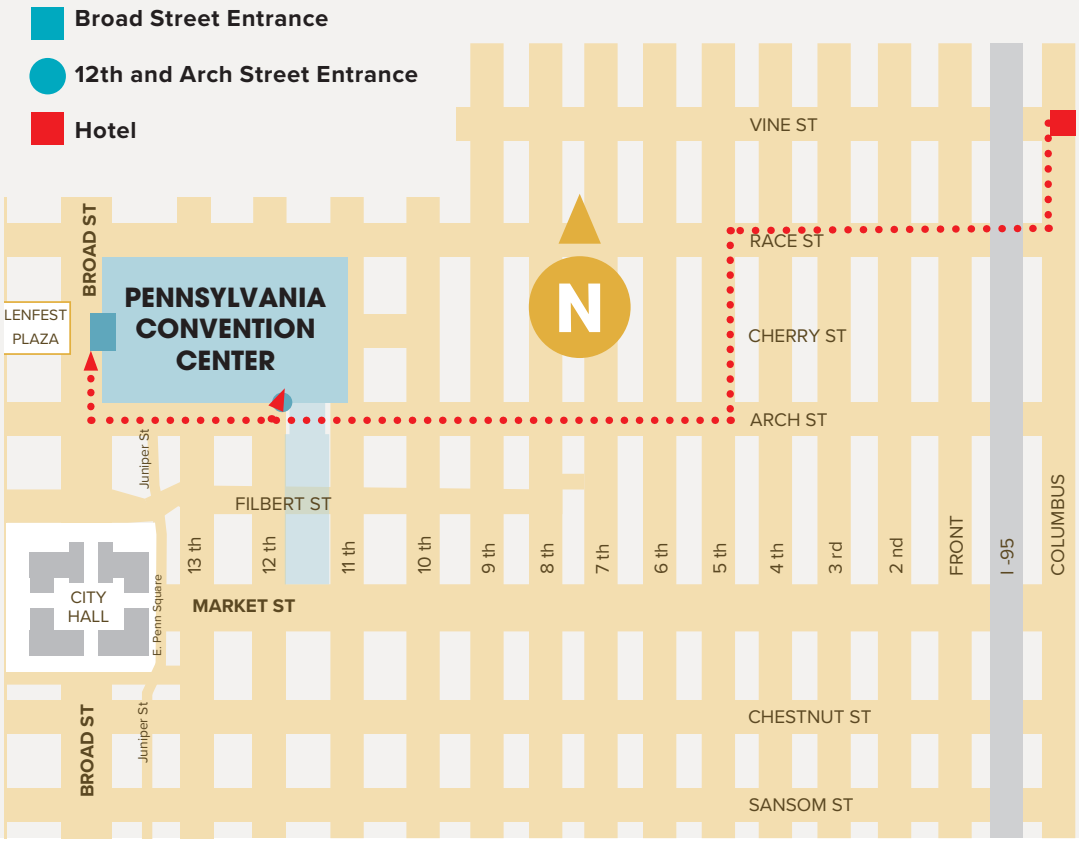 Broad Street Entrance
12th and Arch Street Entrance
Hotel
VINE ST
BROAD ST
RACE ST
LENFEST
PLAZA
PENNSYLVANIA
CONVENTION
CENTER
N
CHERRY ST
ARCH ST
Juniper St
FILBERT ST
13 th
12 th
11 th
10 th
9 th
8 th
7 th
6 th
5 th
4 th
3 rd
2 nd
FRONT
I -95
COLUMBUS
CITY
HALL
E. Penn Square
MARKET ST
BROAD ST
Juniper St
CHESTNUT ST
SANSOM ST